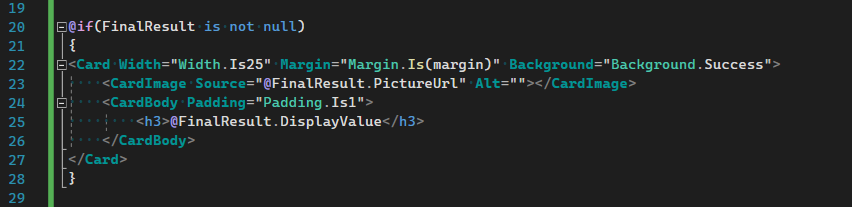 19
20 @if(FinalResult is not null)
21 {
22 <Card Width="Width.Is25" Margin="Margin.Is(margin)" Background="Background.Success">
23     <CardImage Source="@FinalResult.PictureUrl" Alt=""></CardImage>
24     <CardBody Padding="Padding.Is1">
25         <h3>@FinalResult.DisplayValue</h3>
26     </CardBody>
27 </Card>
28 }
29